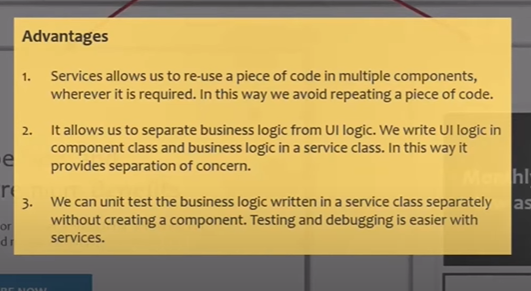 Advantages
1. Services allows us to re-use a piece of code in multiple components,
wherever it is required. In this way we avoid repeating a piece of code.
2. It allows us to separate business logic from UI logic. We write UI logic in
component class and business logic in a service class. In this way it
provides separation of concern.
3. We can unit test the business logic written in a service class separately
without creating a component. Testing and debugging is easier with
services.